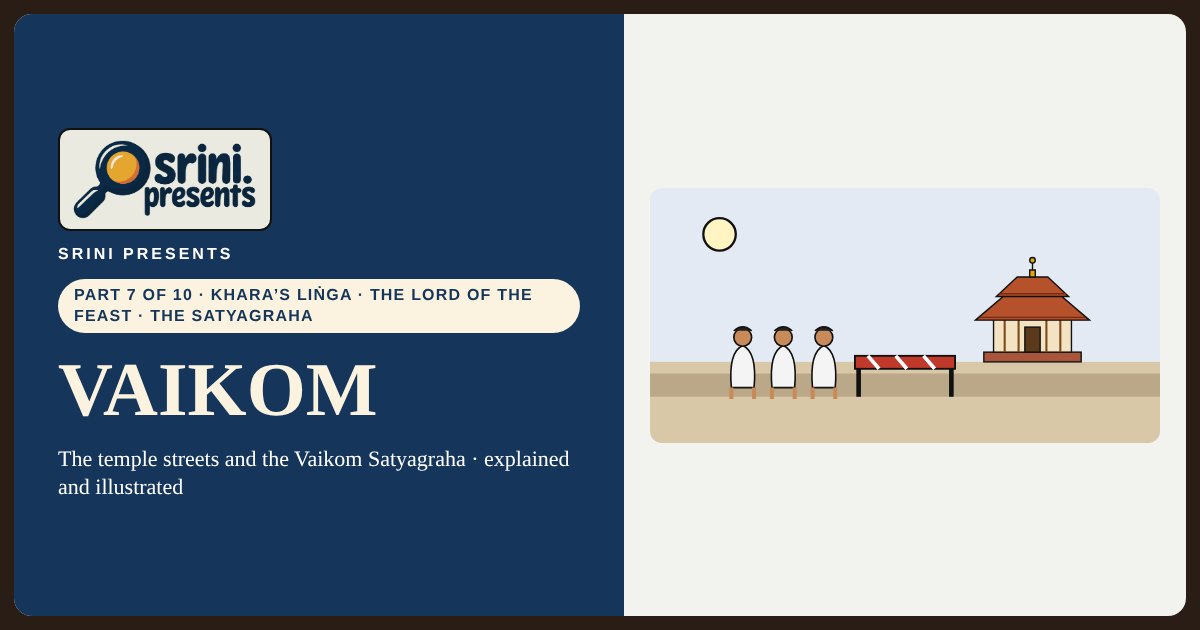 srini.
presents
SRINI PRESENTS
PART 7 OF 10 · KHARA’S LIṄGA · THE LORD OF THE
FEAST · THE SATYAGRAHA
VAIKOM
The temple streets and the Vaikom Satyagraha · explained
and illustrated